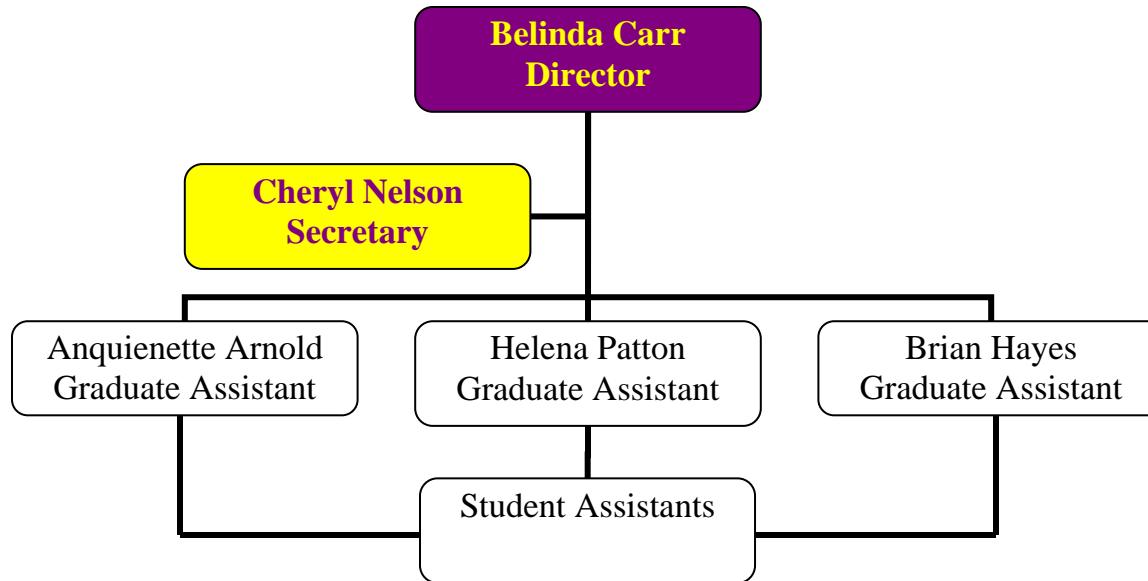 Belinda Carr
Director
Cheryl Nelson
Secretary
Anquienette Arnold
Graduate Assistant
Helena Patton
Graduate Assistant
Brian Hayes
Graduate Assistant
Student Assistants